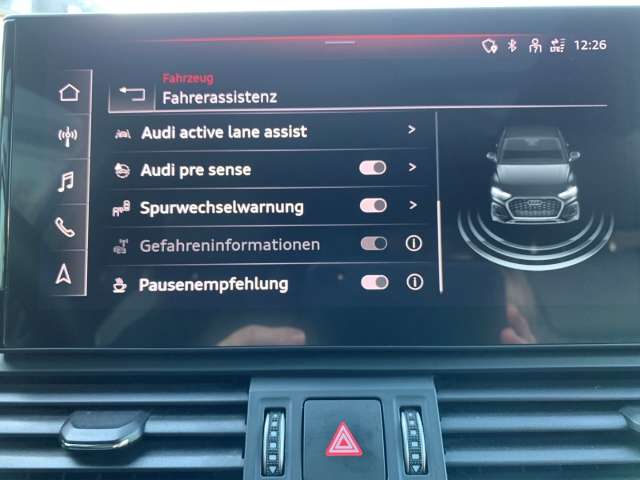 12:26
Fahrzeug
Fahrerassistenz
Audi active lane assist
Audi pre sense
Spurwechselwarnung
Gefahreninformationen
Pausenempfehlung